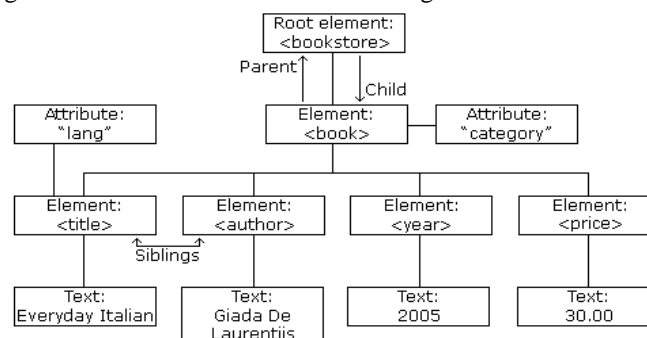 Root element:
<bookstore>
Parent
Child
Attribute:
"lang"
Element:
<book>
Attribute:
"category"
Element:
<title>
Element:
<author>
Element:
<year>
Element:
<price>
Siblings
Text:
Everyday Italian
Text:
Giada De
Laurentiis
Text:
2005
Text:
30.00